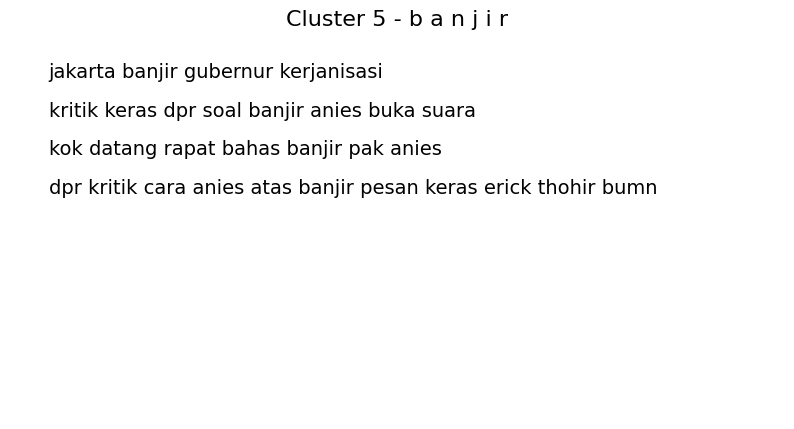 Cluster 5 - b a n j i r
jakarta banjir gubernur kerjanisasi
kritik keras dpr soal banjir anies buka suara
kok datang rapat bahas banjir pak anies
dpr kritik cara anies atas banjir pesan keras erick thohir bumn